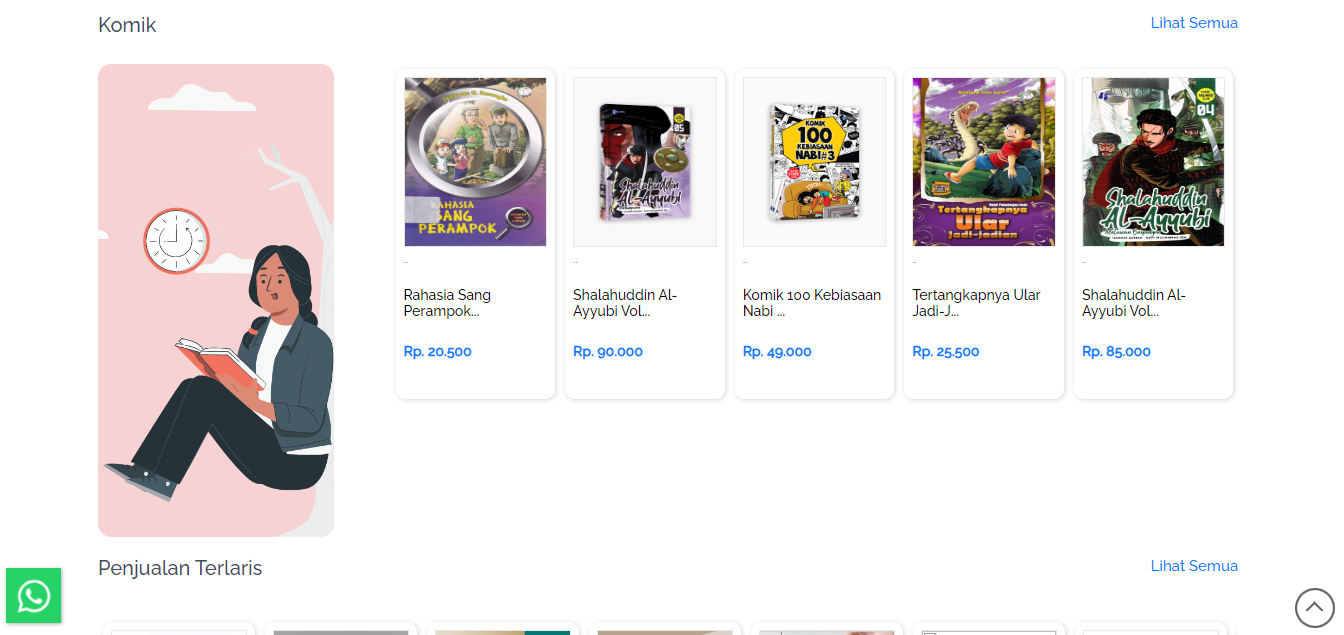 Komik
Lihat Semua
RAHASIA
SANG
PERAMPOK
05
Shalahuddin
Al-Ayyubi
KOMIK
100
KEBIASAAN
NABI#3
Tertangkapnya
Ular
Jadi-jadian
04
Shalahuddin
Al-Ayyubi
..
..
..
..
..
Rahasia Sang
Perampok...
Shalahuddin Al-
Ayyubi Vol...
Komik 100 Kebiasaan
Nabi ...
Tertangkapnya Ular
Jadi-J...
Shalahuddin Al-
Ayyubi Vol...
Rp. 20.500
Rp. 90.000
Rp. 49.000
Rp. 25.500
Rp. 85.000
Penjualan Terlaris
Lihat Semua